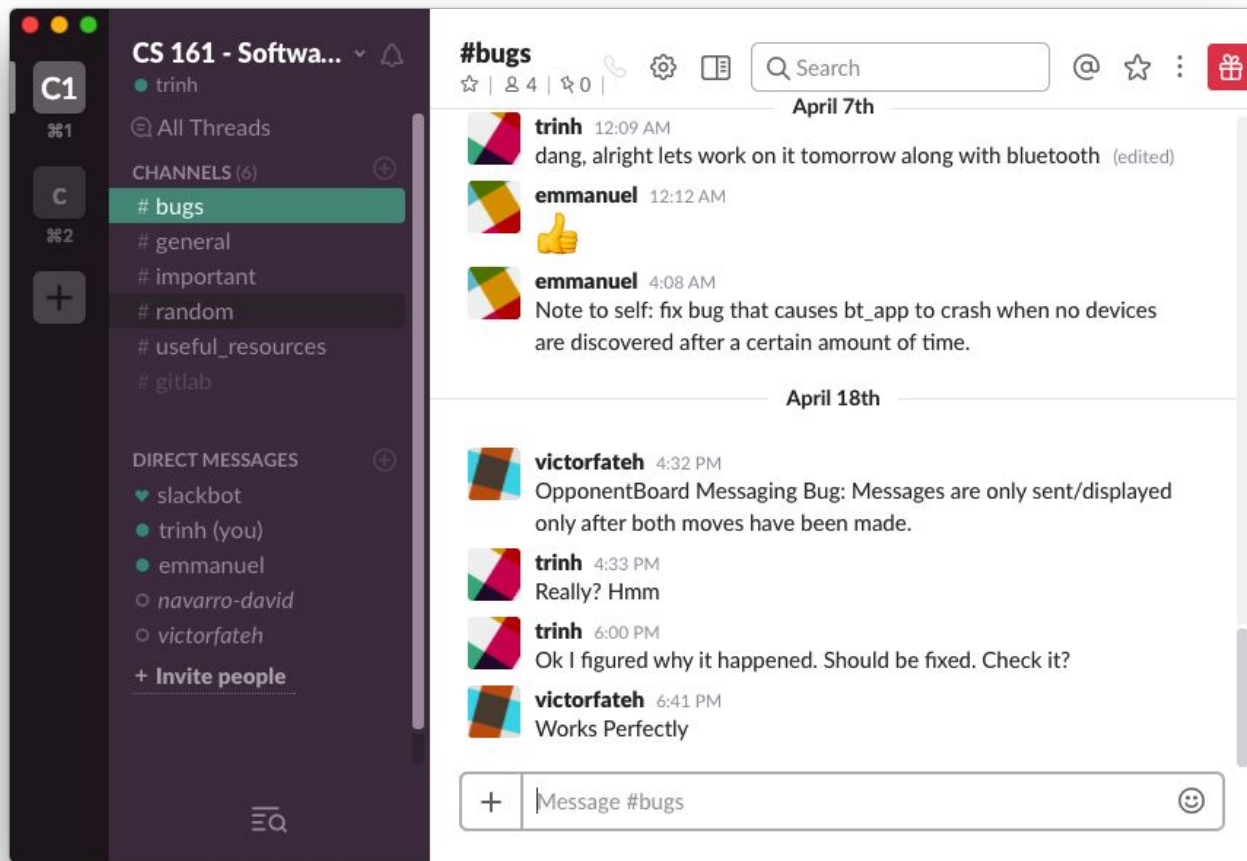 C1
⌘1
C
⌘2
+
CS 161 - Softwa...
trinh
All Threads
CHANNELS (6)
# bugs
# general
# important
# random
# useful_resources
# gitlab
DIRECT MESSAGES
slackbot
trinh (you)
emmanuel
navarro-david
victorfateh
+ Invite people
#bugs
| 4 | 0 |
Search
@
April 7th
trinh 12:09 AM
dang, alright lets work on it tomorrow along with bluetooth (edited)
emmanuel 12:12 AM
emmanuel 4:08 AM
Note to self: fix bug that causes bt_app to crash when no devices
are discovered after a certain amount of time.
April 18th
victorfateh 4:32 PM
OpponentBoard Messaging Bug: Messages are only sent/displayed
only after both moves have been made.
trinh 4:33 PM
Really? Hmm
trinh 6:00 PM
Ok I figured why it happened. Should be fixed. Check it?
victorfateh 6:41 PM
Works Perfectly
+ Message #bugs